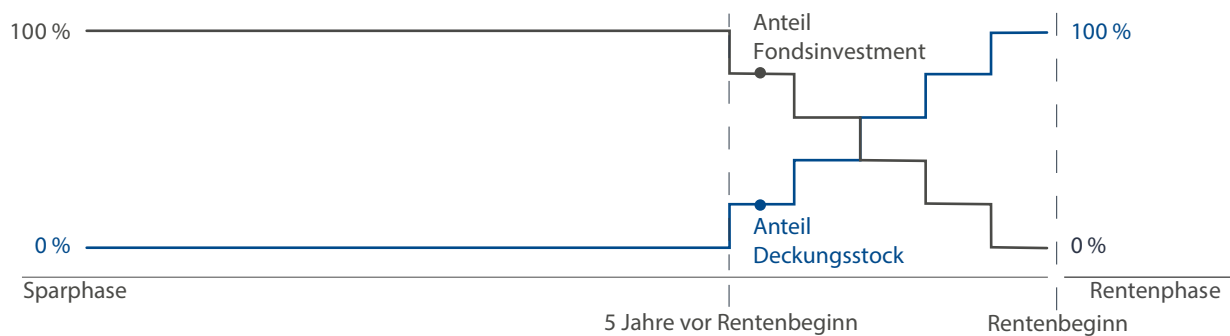 100 %
Anteil
Fondsinvestment
100 %
0 %
Anteil
Deckungsstock
0 %
Sparphase
Rentenphase
5 Jahre vor Rentenbeginn
Rentenbeginn